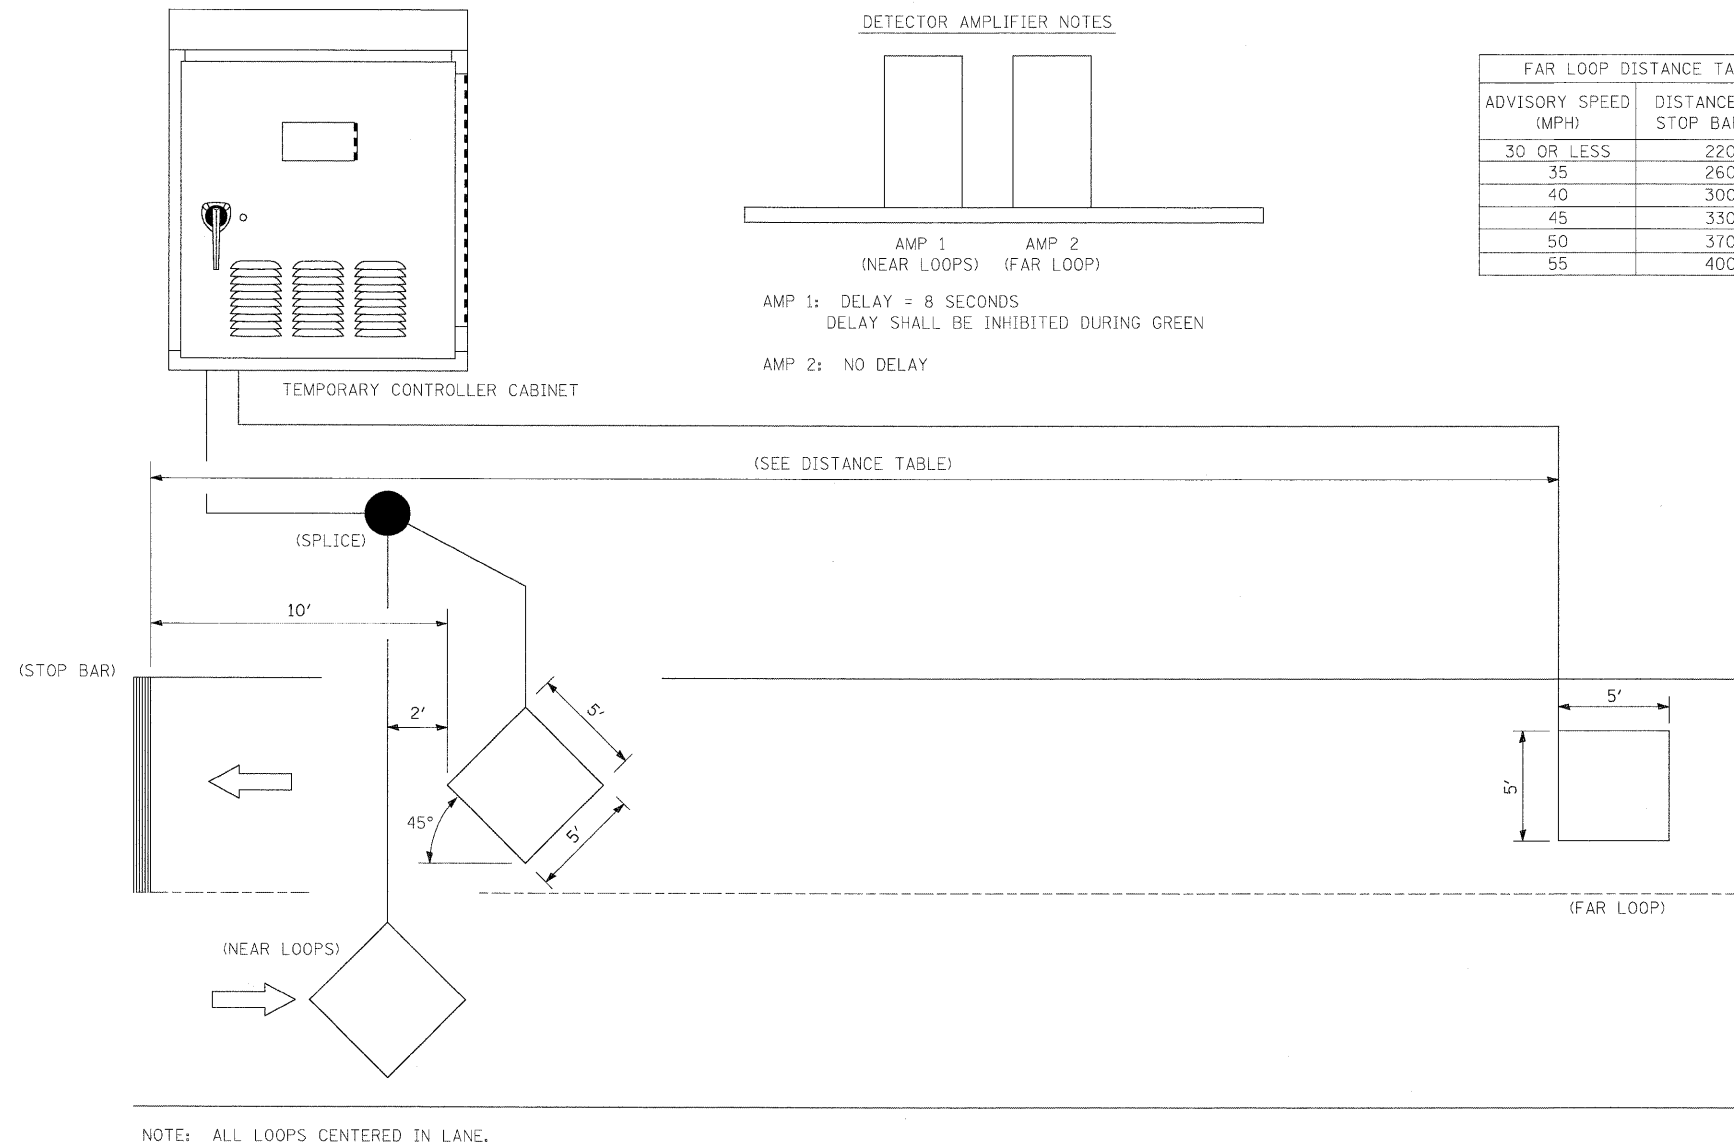 DETECTOR AMPLIFIER NOTES
AMP 1
(NEAR LOOPS)
AMP 2
(FAR LOOP)
AMP 1: DELAY = 8 SECONDS
DELAY SHALL BE INHIBITED DURING GREEN
AMP 2: NO DELAY
FAR LOOP DISTANCE TA
ADVISORY SPEED
(MPH)
DISTANCE
STOP BA
30 OR LESS 220
35 260
40 300
45 330
50 370
55 400
TEMPORARY CONTROLLER CABINET
(SEE DISTANCE TABLE)
(SPLICE)
10'
(STOP BAR)
2'
5'
5'
45°
5'
5'
(FAR LOOP)
(NEAR LOOPS)
NOTE: ALL LOOPS CENTERED IN LANE.